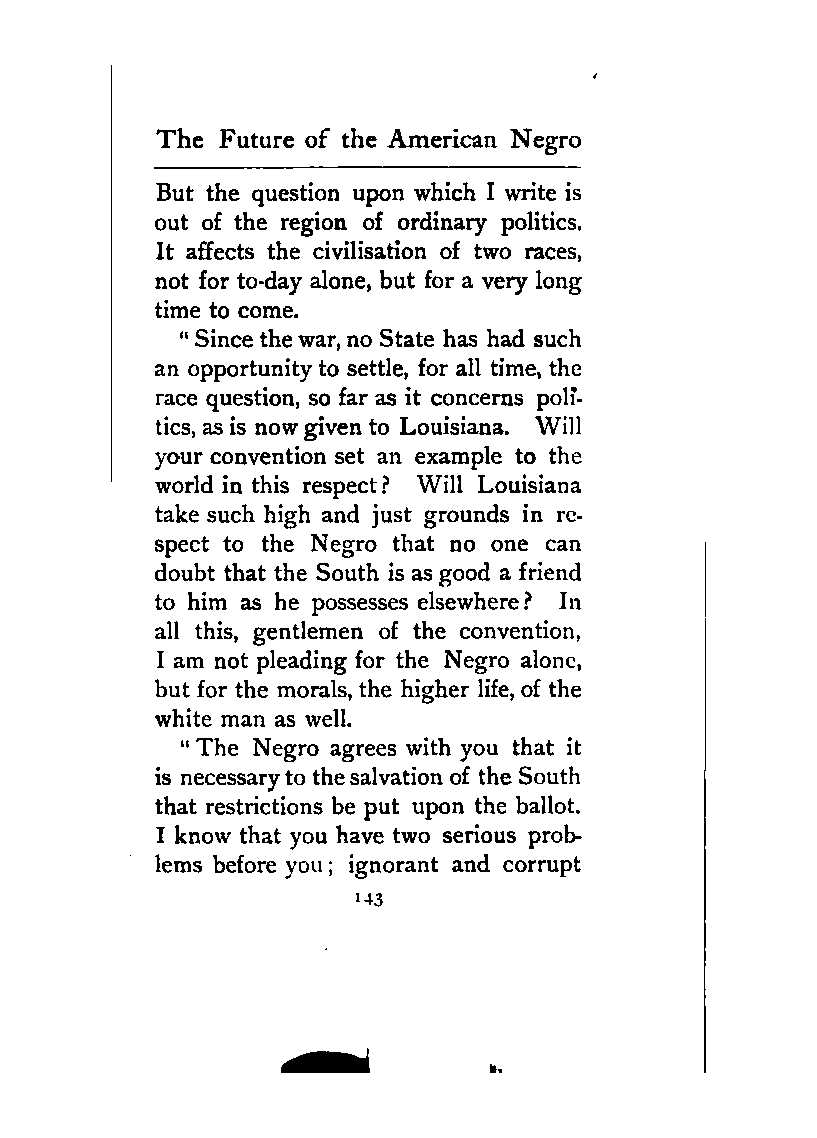 The Future of the American Negro
But the question upon which I write is
out of the region of ordinary politics.
It affects the civilisation of two races,
not for to-day alone, but for a very long
time to come.
“ Since the war, no State has had such
an opportunity to settle, for all time, the
race question, so far as it concerns poli-
tics, as is now given to Louisiana. Will
your convention set an example to the
world in this respect? Will Louisiana
take such high and just grounds in re-
spect to the Negro that no one can
doubt that the South is as good a friend
to him as he possesses elsewhere? In
all this, gentlemen of the convention,
I am not pleading for the Negro alone,
but for the morals, the higher life, of the
white man as well.
“ The Negro agrees with you that it
is necessary to the salvation of the South
that restrictions be put upon the ballot.
I know that you have two serious prob-
lems before you; ignorant and corrupt
143